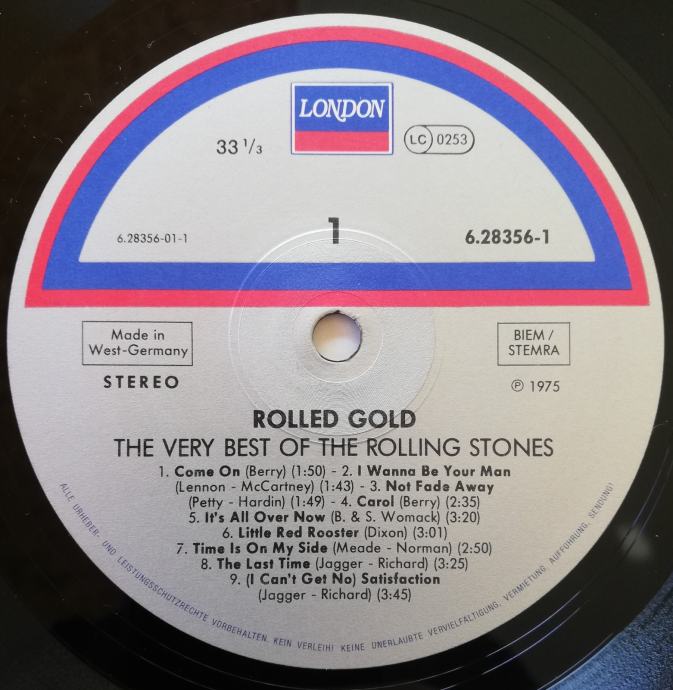 LONDON
33 1/3
LC 0253
1
6.28356-01-1
6.28356-1
Made in
West-Germany
BIEM/
STEMRA
STEREO
℗ 1975
ROLLED GOLD
THE VERY BEST OF THE ROLLING STONES
1. Come On (Berry) (1:50) - 2. I Wanna Be Your Man
(Lennon - McCartney) (1:43) - 3. Not Fade Away
(Petty - Hardin) (1:49) - 4. Carol (Berry) (2:35)
5. It's All Over Now (B. & S. Womack) (3:20)
6. Little Red Rooster (Dixon) (3:01)
7. Time Is On My Side (Meade - Norman) (2:50)
8. The Last Time (Jagger - Richard) (3:25)
9. (I Can't Get No) Satisfaction
(Jagger - Richard) (3:45)
ALLE URHEBER- UND LEISTUNGSSCHUTZRECHTE VORBEHALTEN. KEIN VERLEIH! KEINE UNERLAUBTE VERVIELFÄLTIGUNG, VERMIETUNG, AUFFÜHRUNG, SENDUNG!